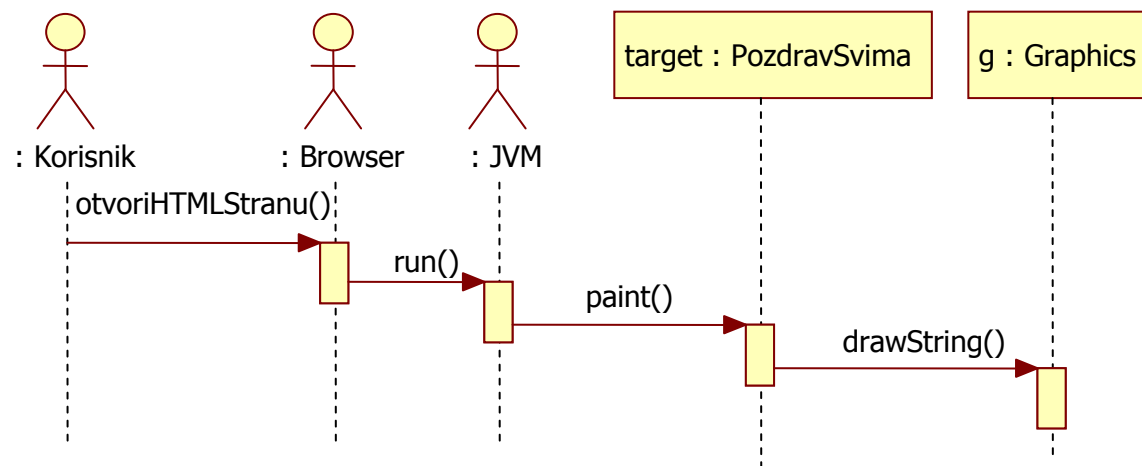 target : PozdravSvima
g : Graphics
: Korisnik
: Browser
: JVM
otvoriHTMLStranu()
run()
paint()
drawString()